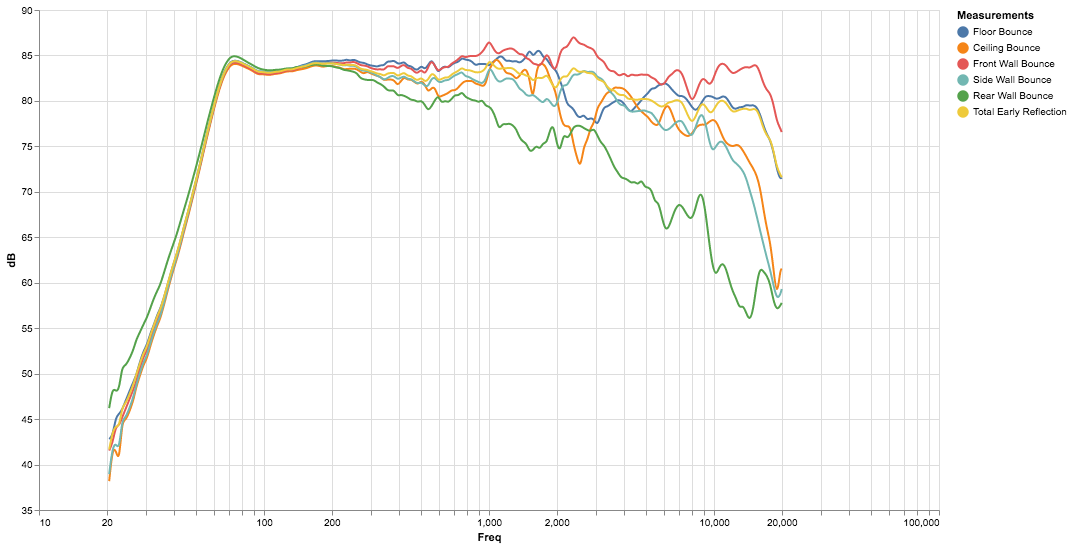 90
85
80
75
70
65
60
55
50
45
40
35
dB
10
20
100
200
1,000
2,000
10,000
20,000
100,000
Freq
Measurements
Floor Bounce
Ceiling Bounce
Front Wall Bounce
Side Wall Bounce
Rear Wall Bounce
Total Early Reflection